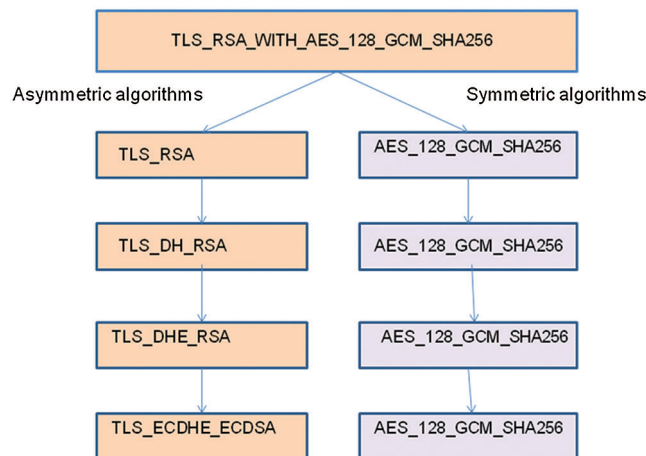 TLS_RSA_WITH_AES_128_GCM_SHA256
Asymmetric algorithms
Symmetric algorithms
TLS_RSA
AES_128_GCM_SHA256
TLS_DH_RSA
AES_128_GCM_SHA256
TLS_DHE_RSA
AES_128_GCM_SHA256
TLS_ECDHE_ECDSA
AES_128_GCM_SHA256